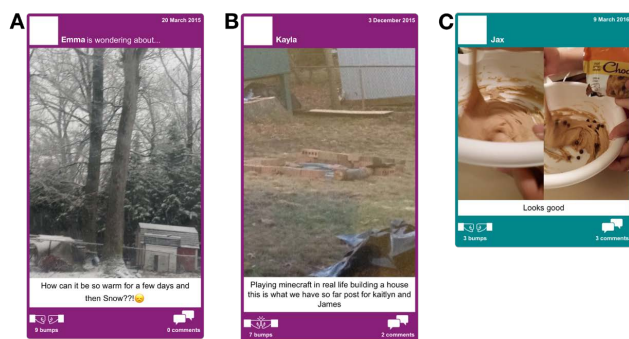 A
20 March 2015
Emma is wondering about...
How can it be so warm for a few days and
then Snow??!😞
9 bumps
0 comments
B
3 December 2015
Kayla
Playing minecraft in real life building a house
this is what we have so far post for kaitlyn and
James
7 bumps
2 comments
C
9 March 2016
Jax
Choc
Looks good
3 bumps
3 comments